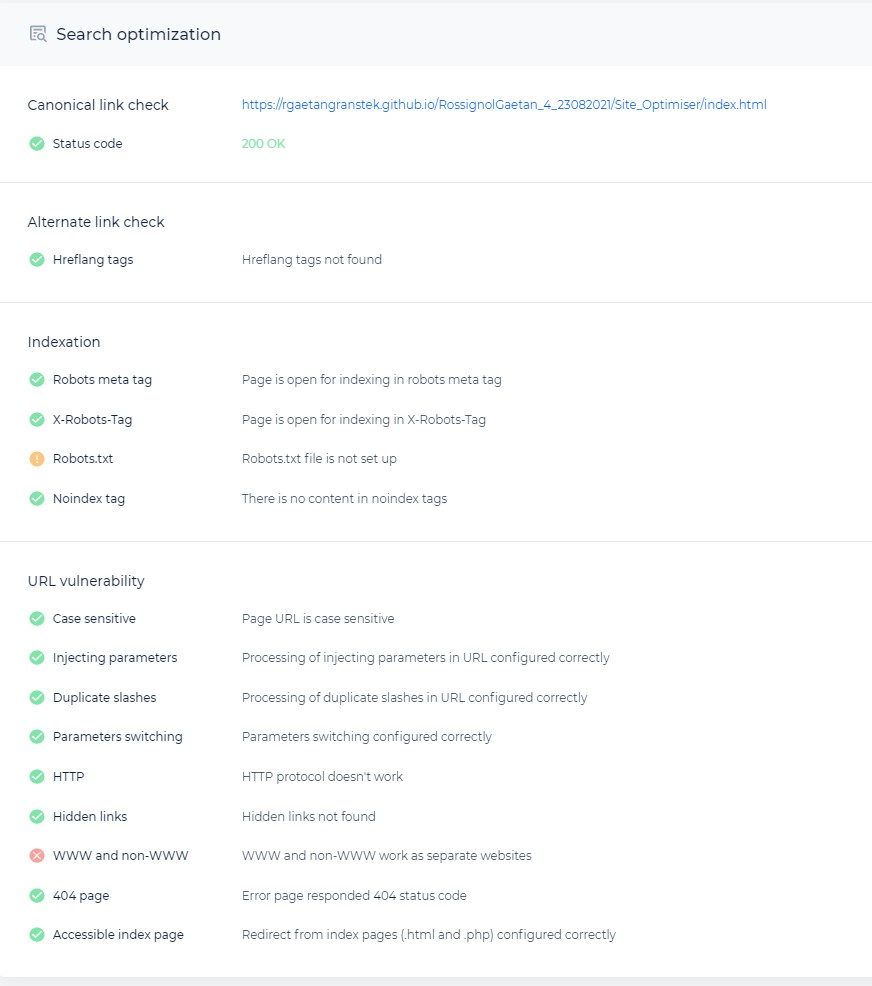 Search optimization
Canonical link check https://rgaetangranstek.github.io/RossignolGaetan_4_23082021/Site_Optimiser/index.html
Status code 200 OK
Alternate link check
Hreflang tags Hreflang tags not found
Indexation
Robots meta tag Page is open for indexing in robots meta tag
X-Robots-Tag Page is open for indexing in X-Robots-Tag
Robots.txt Robots.txt file is not set up
Noindex tag There is no content in noindex tags
URL vulnerability
Case sensitive Page URL is case sensitive
Injecting parameters Processing of injecting parameters in URL configured correctly
Duplicate slashes Processing of duplicate slashes in URL configured correctly
Parameters switching Parameters switching configured correctly
HTTP HTTP protocol doesn't work
Hidden links Hidden links not found
WWW and non-WWW WWW and non-WWW work as separate websites
404 page Error page responded 404 status code
Accessible index page Redirect from index pages (.html and .php) configured correctly